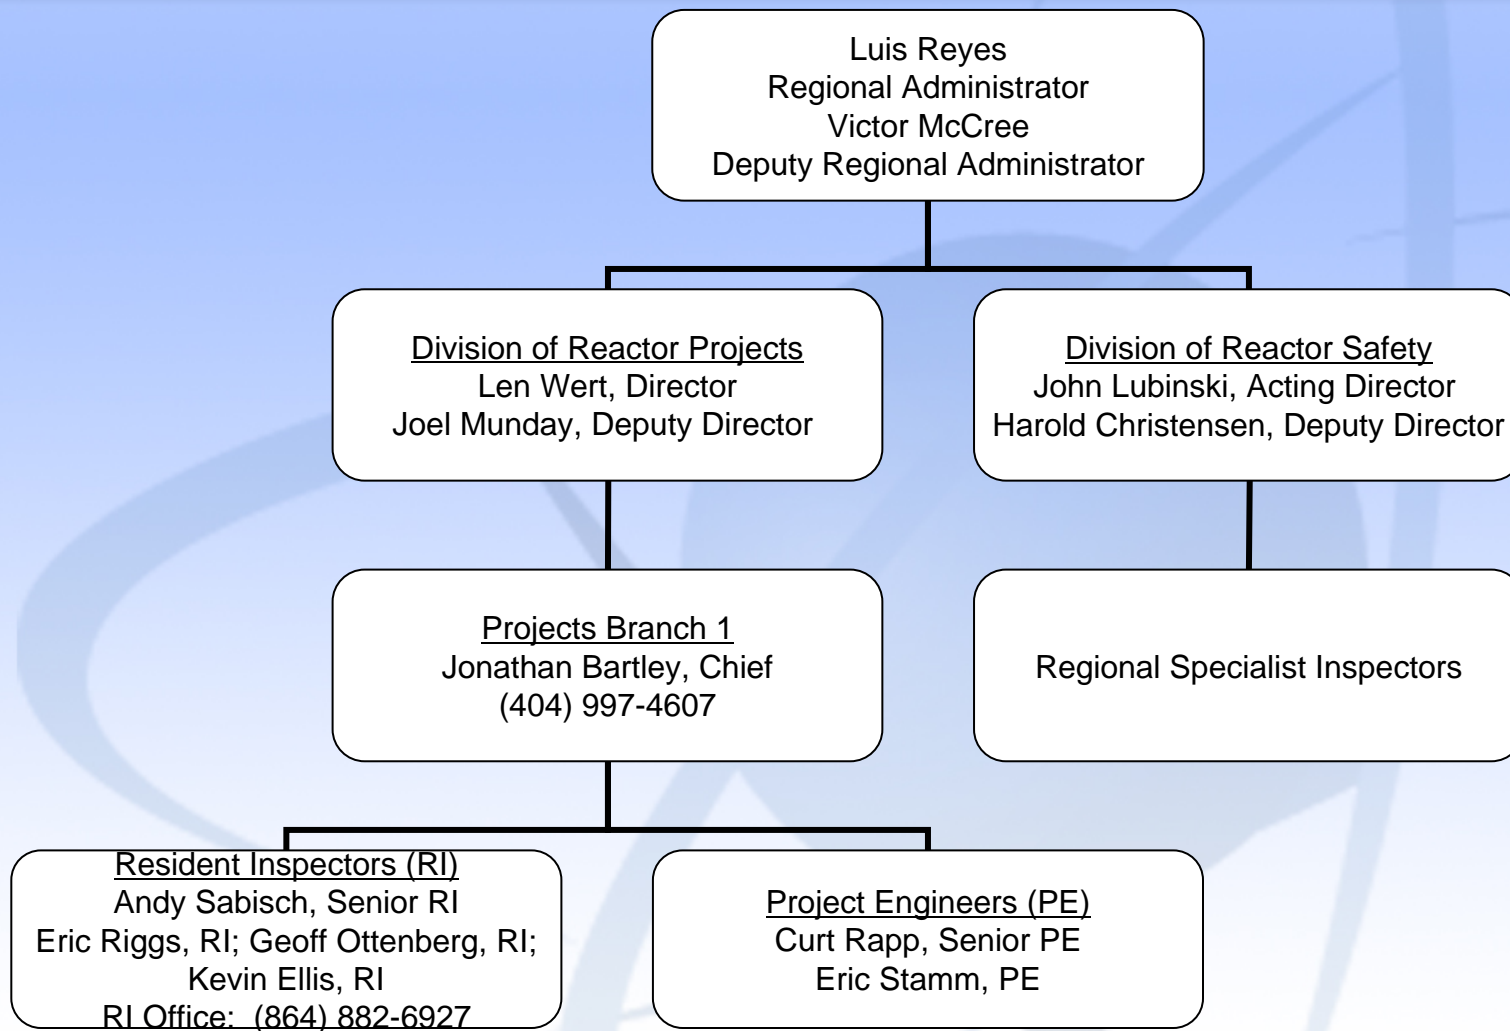 Luis Reyes
Regional Administrator
Victor McCree
Deputy Regional Administrator
Division of Reactor Projects
Len Wert, Director
Joel Munday, Deputy Director
Division of Reactor Safety
John Lubinski, Acting Director
Harold Christensen, Deputy Director
Projects Branch 1
Jonathan Bartley, Chief
(404) 997-4607
Regional Specialist Inspectors
Resident Inspectors (RI)
Andy Sabisch, Senior RI
Eric Riggs, RI; Geoff Ottenberg, RI;
Kevin Ellis, RI
RI Office:  (864) 882-6927
Project Engineers (PE)
Curt Rapp, Senior PE
Eric Stamm, PE